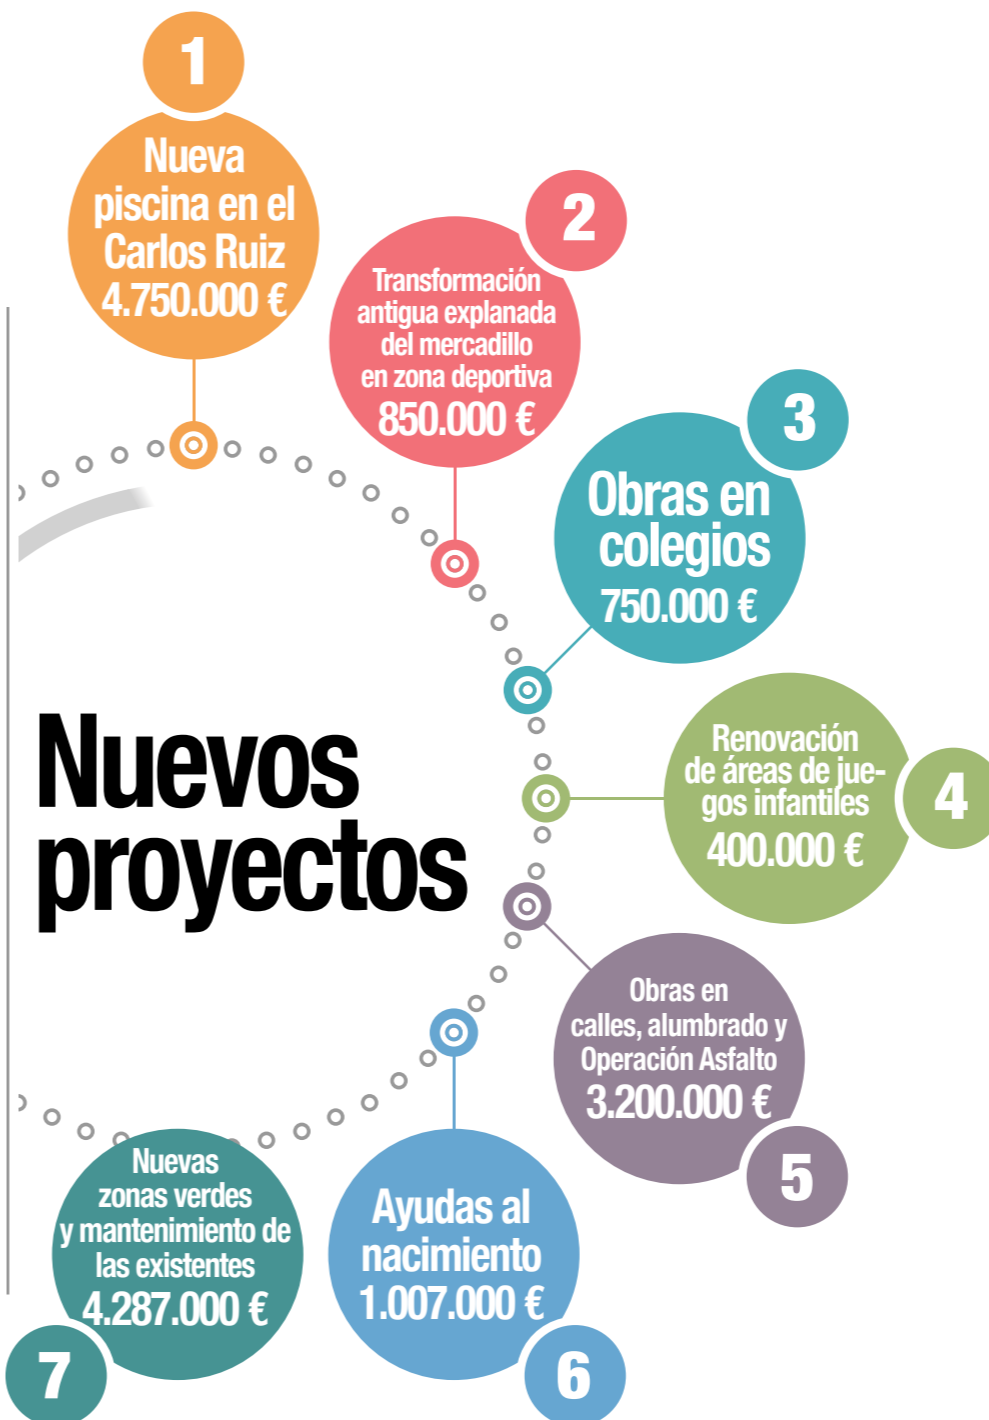 1
Nueva
piscina en el
Carlos Ruiz
4.750.000 €
2
Transformación
antigua explanada
del mercadillo
en zona deportiva
850.000 €
3
Obras en
colegios
750.000 €
Nuevos
proyectos
4
Renovación
de áreas de jue-
gos infantiles
400.000 €
5
Obras en
calles, alumbrado y
Operación Asfalto
3.200.000 €
6
Ayudas al
nacimiento
1.007.000 €
7
Nuevas
zonas verdes
y mantenimiento de
las existentes
4.287.000 €